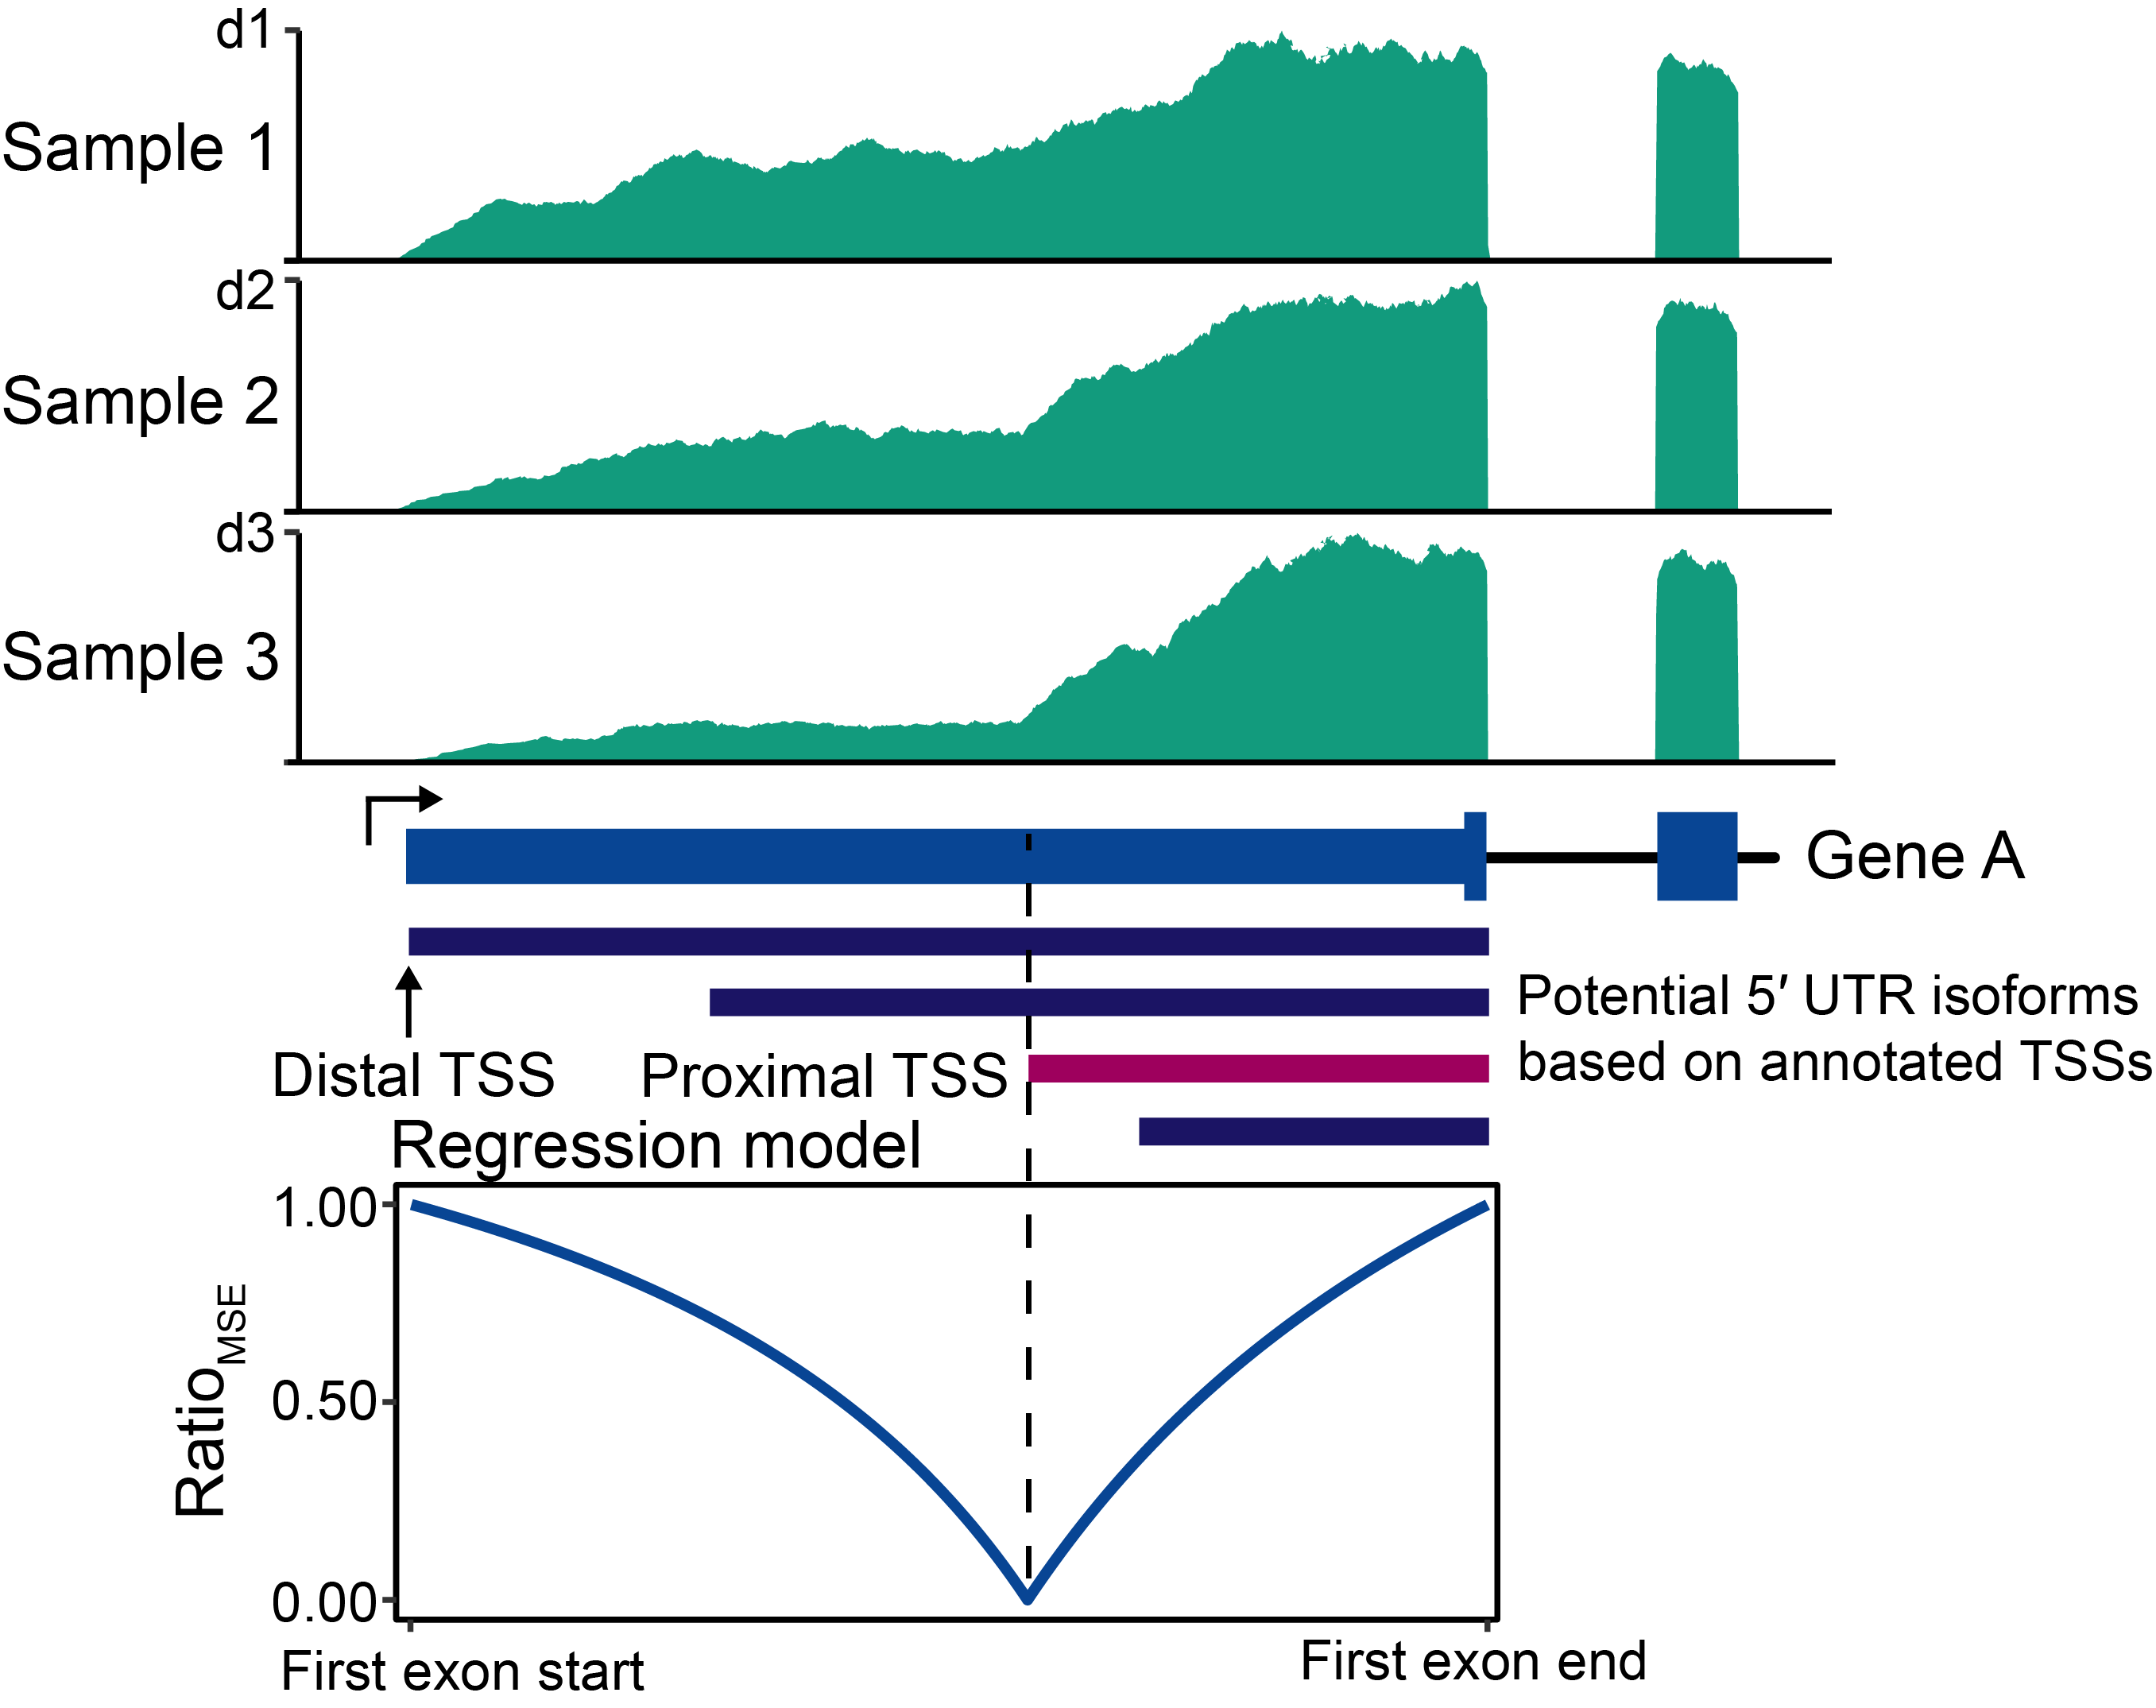 d1
Sample 1
d2
Sample 2
d3
Sample 3
Gene A
Potential 5′ UTR isoforms
based on annotated TSSs
Distal TSS
Proximal TSS
Regression model
1.00
0.50
0.00
RatioMSE
First exon start
First exon end